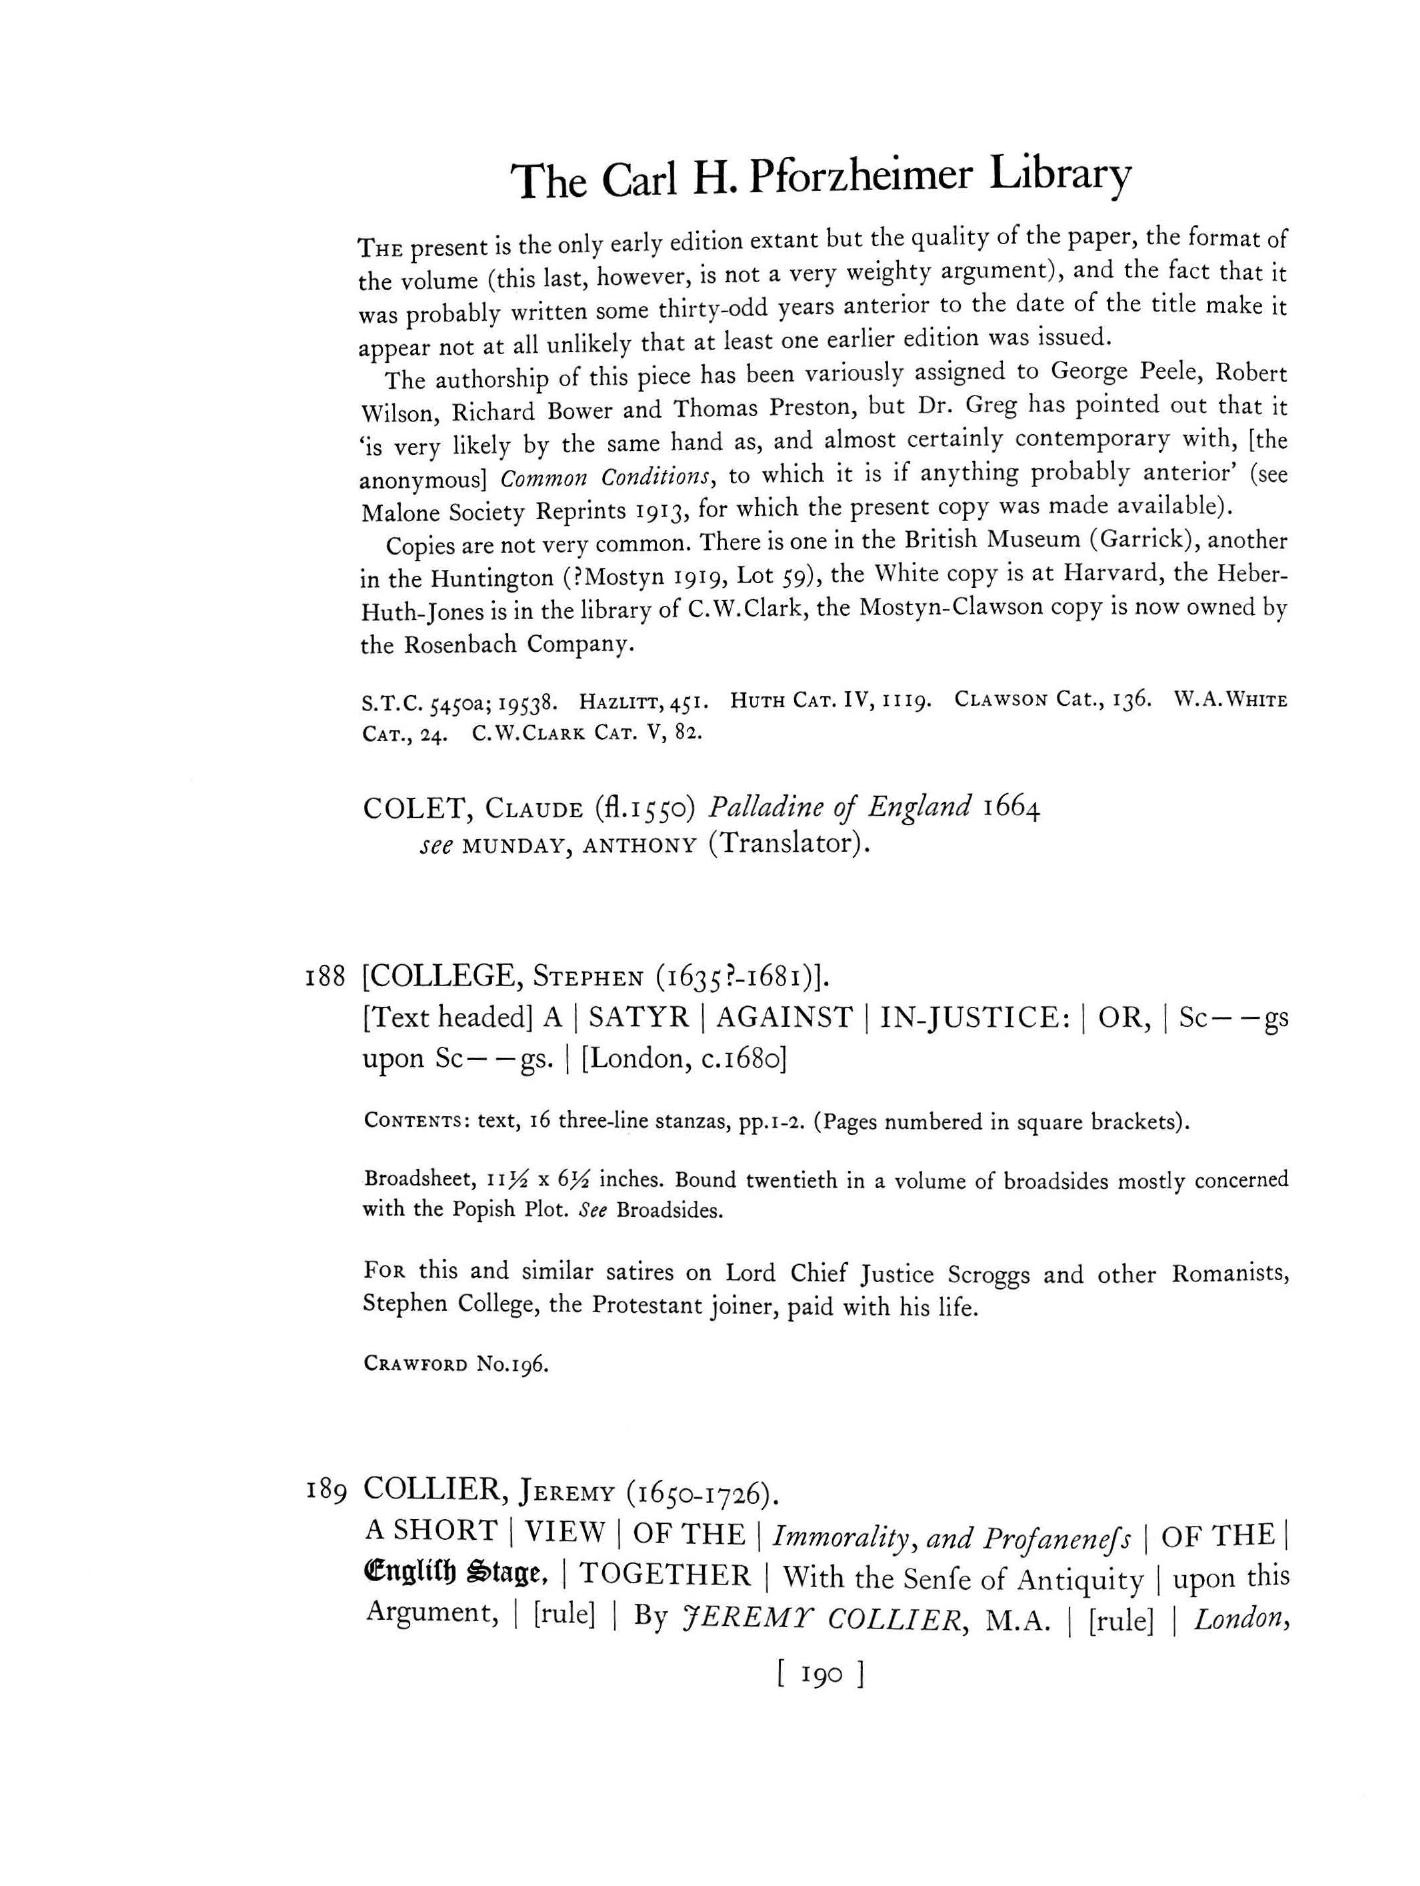 The Carl H. Pforzheimer Library
THE present is the only early edition extant but the quality of the paper, the format of
the volume (this last, however, is not a very weighty argument), and the fact that it
was probably written some thirty-odd years anterior to the date of the title make it
appear not at all unlikely that at least one earlier edition was issued.
The authorship of this piece has been variously assigned to George Peele, Robert
Wilson, Richard Bower and Thomas Preston, but Dr. Greg has pointed out that it
‘is very likely by the same hand as, and almost certainly contemporary with, [the
anonymous] Common Conditions, to which it is if anything probably anterior’ (see
Malone Society Reprints 1913, for which the present copy was made available).
Copies are not very common. There is one in the British Museum (Garrick), another
in the Huntington (?Mostyn 1919, Lot 59), the White copy is at Harvard, the Heber-
Huth-Jones is in the library of C.W.Clark, the Mostyn-Clawson copy is now owned by
the Rosenbach Company.
S.T.C. 5450a; 19538. HAZLITT, 451. HUTH CAT. IV, 1119. CLAWSON Cat., 136. W.A.WHITE
CAT., 24. C.W.CLARK CAT. V, 82.
COLET, CLAUDE (fl.1550) Palladine of England 1664
see MUNDAY, ANTHONY (Translator).
188 [COLLEGE, STEPHEN (1635?-1681)].
[Text headed] A | SATYR | AGAINST | IN-JUSTICE: | OR, | Sc— —gs
upon Sc— —gs. | [London, c.1680]
CONTENTS: text, 16 three-line stanzas, pp.1-2. (Pages numbered in square brackets).
Broadsheet, 11½ x 6½ inches. Bound twentieth in a volume of broadsides mostly concerned
with the Popish Plot. See Broadsides.
FOR this and similar satires on Lord Chief Justice Scroggs and other Romanists,
Stephen College, the Protestant joiner, paid with his life.
CRAWFORD No.196.
189 COLLIER, JEREMY (1650-1726).
A SHORT | VIEW | OF THE | Immorality, and Profaneneſs | OF THE |
Engliſh Stage, | TOGETHER | With the Senſe of Antiquity | upon this
Argument, | [rule] | By JEREMY COLLIER, M.A. | [rule] | London,
[ 190 ]